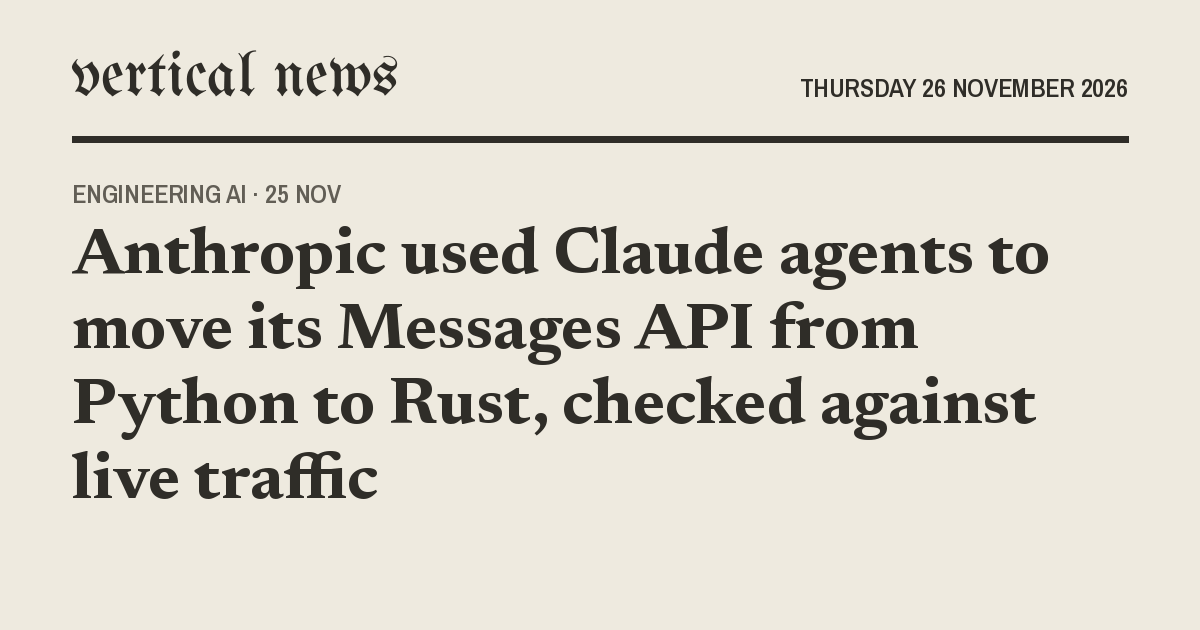 vertical news
THURSDAY 26 NOVEMBER 2026
ENGINEERING AI · 25 NOV
Anthropic used Claude agents to
move its Messages API from
Python to Rust, checked against
live traffic